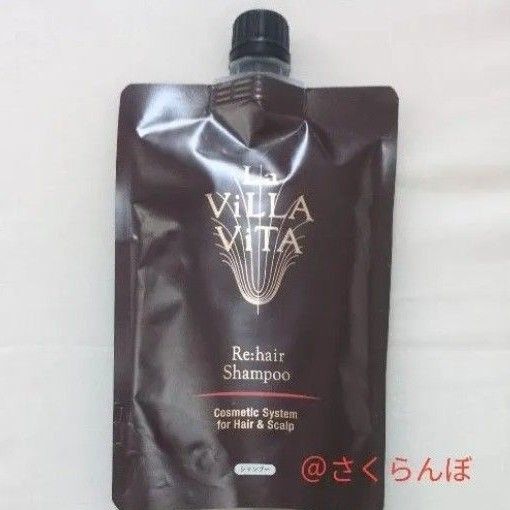 La
ViLLA
ViTA
Re:hair
Shampoo
Cosmetic System
for Hair & Scalp
シャンプー
@さくらんぼ